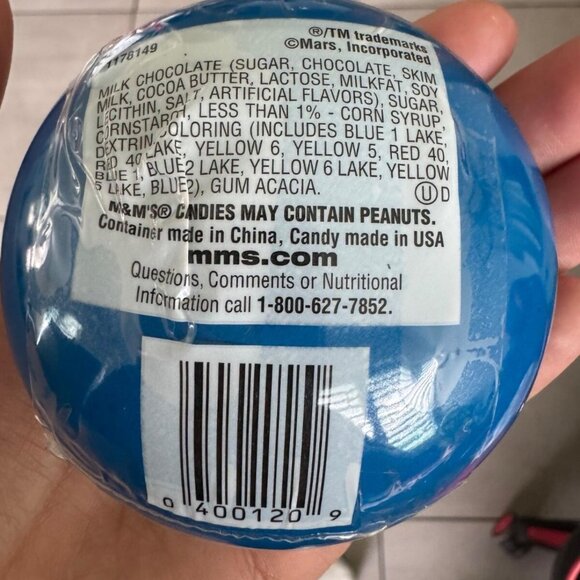 1178149
®/TM trademarks
©Mars, Incorporated
MILK CHOCOLATE (SUGAR, CHOCOLATE, SKIM
MILK, COCOA BUTTER, LACTOSE, MILKFAT, SOY
LECITHIN, SALT, ARTIFICIAL FLAVORS), SUGAR,
CORNSTARCH, LESS THAN 1% - CORN SYRUP,
DEXTRIN, COLORING (INCLUDES BLUE 1 LAKE,
RED 40 LAKE, YELLOW 6, YELLOW 5, RED 40,
BLUE 1, BLUE2 LAKE, YELLOW 6 LAKE, YELLOW
5 LAKE, BLUE2), GUM ACACIA.
U D
M&M'S® CANDIES MAY CONTAIN PEANUTS.
Container made in China, Candy made in USA
mms.com
Questions, Comments or Nutritional
Information call 1-800-627-7852.
0 400120 9